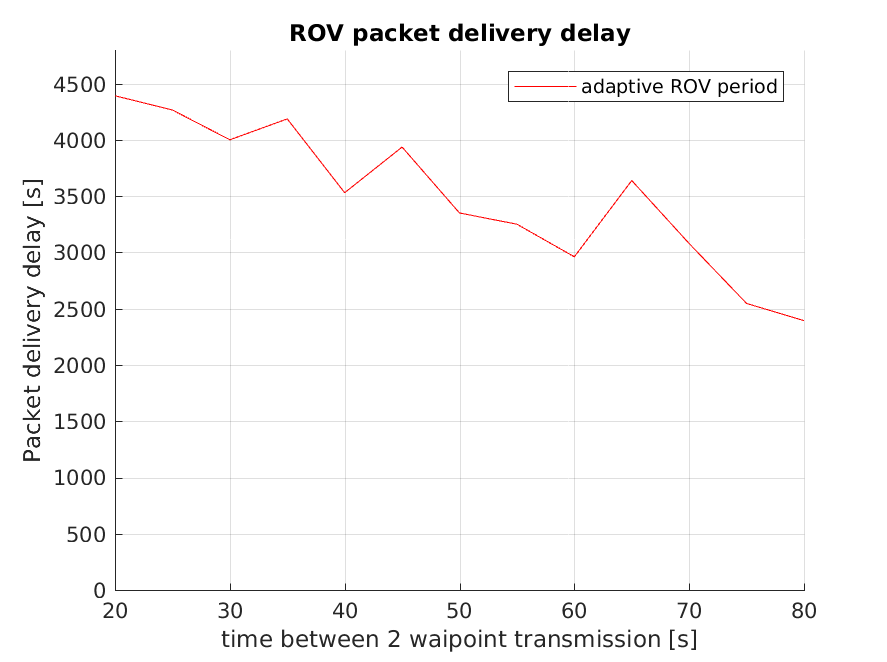 ROV packet delivery delay
adaptive ROV period
Packet delivery delay [s]
4500
4000
3500
3000
2500
2000
1500
1000
500
0
20 30 40 50 60 70 80
time between 2 waipoint transmission [s]